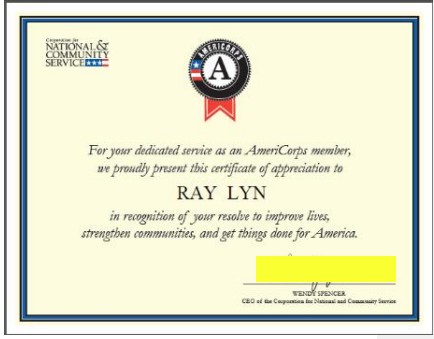 Corporation for
NATIONAL &
COMMUNITY
SERVICE
AMERICORPS
A
For your dedicated service as an AmeriCorps member,
we proudly present this certificate of appreciation to
RAY LYN
in recognition of your resolve to improve lives,
strengthen communities, and get things done for America.
WENDY SPENCER
CEO of the Corporation for National and Community Service